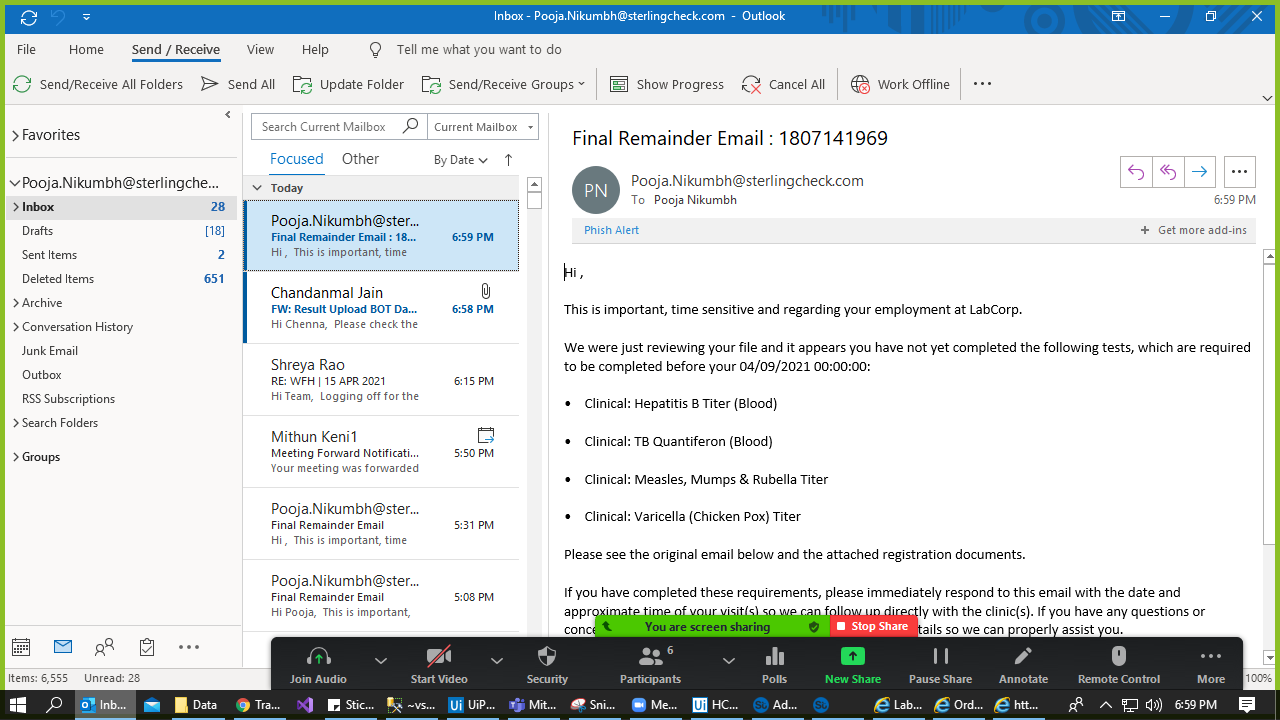 Inbox - Pooja.Nikumbh@sterlingcheck.com - Outlook
File Home Send / Receive View Help Tell me what you want to do
Send/Receive All Folders Send All Update Folder Send/Receive Groups Show Progress Cancel All Work Offline
Favorites
Pooja.Nikumbh@sterlingche...
Inbox 28
Drafts [18]
Sent Items 2
Deleted Items 651
Archive
Conversation History
Junk Email
Outbox
RSS Subscriptions
Search Folders
Groups
Search Current Mailbox Current Mailbox
Focused Other By Date
Today
Pooja.Nikumbh@ster...
Final Remainder Email : 18... 6:59 PM
Hi , This is important, time
Chandanmal Jain
FW: Result Upload BOT Da... 6:58 PM
Hi Chenna, Please check the
Shreya Rao
RE: WFH | 15 APR 2021 6:15 PM
Hi Team, Logging off for the
Mithun Keni1
Meeting Forward Notificati... 5:50 PM
Your meeting was forwarded
Pooja.Nikumbh@ster...
Final Remainder Email 5:31 PM
Hi , This is important, time
Pooja.Nikumbh@ster...
Final Remainder Email 5:08 PM
Hi Pooja, This is important,
Final Remainder Email : 1807141969
PN
Pooja.Nikumbh@sterlingcheck.com
To Pooja Nikumbh 6:59 PM
Phish Alert + Get more add-ins
Hi ,
This is important, time sensitive and regarding your employment at LabCorp.
We were just reviewing your file and it appears you have not yet completed the following tests, which are required
to be completed before your 04/09/2021 00:00:00:
• Clinical: Hepatitis B Titer (Blood)
• Clinical: TB Quantiferon (Blood)
• Clinical: Measles, Mumps & Rubella Titer
• Clinical: Varicella (Chicken Pox) Titer
Please see the original email below and the attached registration documents.
If you have completed these requirements, please immediately respond to this email with the date and
approximate time of your visit(s) so we can follow up directly with the clinic(s). If you have any questions or
conce tails so we can properly assist you.
You are screen sharing Stop Share
Join Audio Start Video Security Participants 6 Polls New Share Pause Share Annotate Remote Control More
Items: 6,555 Unread: 28 100%
Inb... Data Tra... Stic... ~vs... UiP... Mit... Sni... Me... HC... Ad... Lab... Ord... htt... 6:59 PM